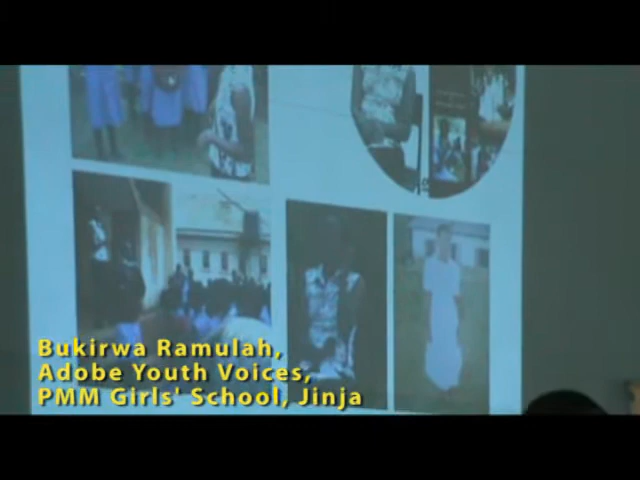 Bukirwa Ramulah,
Adobe Youth Voices,
PMM Girls' School, Jinja